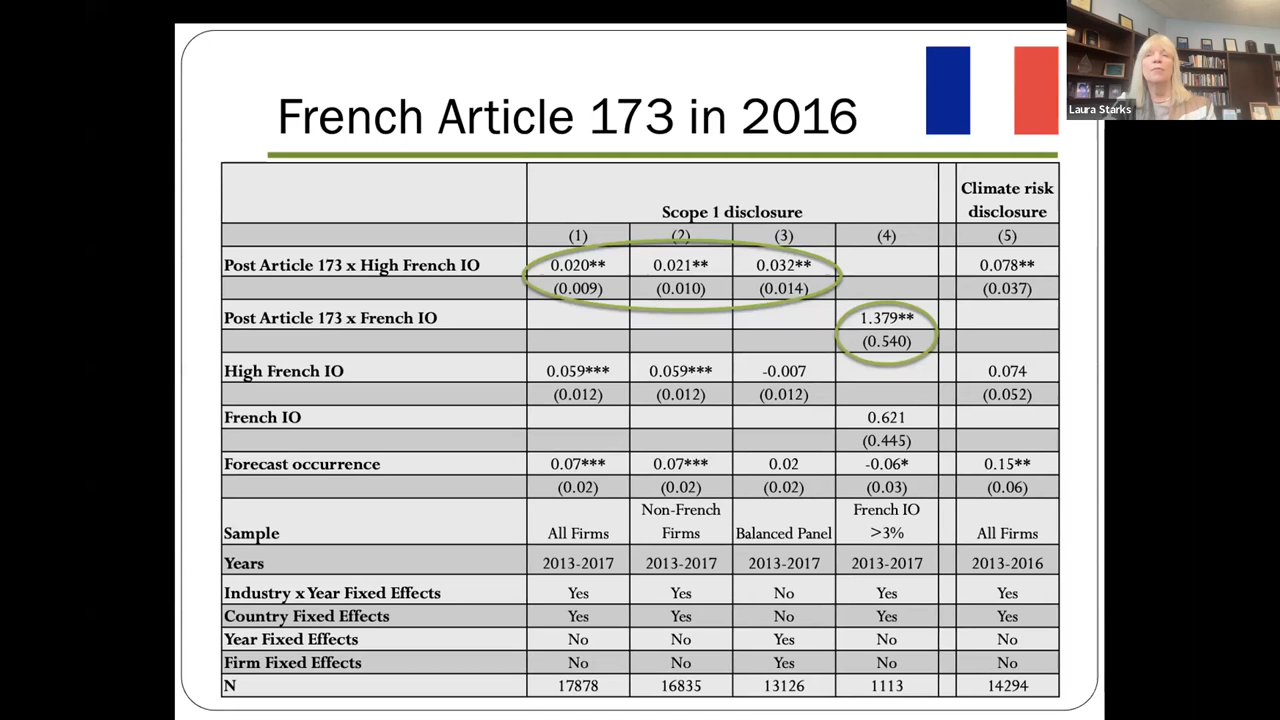 Laura Starks
French Article 173 in 2016
Scope 1 disclosure Climate risk disclosure
(1) (2) (3) (4) (5)
Post Article 173 x High French IO 0.020** 0.021** 0.032** 0.078**
(0.009) (0.010) (0.014) (0.037)
Post Article 173 x French IO 1.379**
(0.540)
High French IO 0.059*** 0.059*** -0.007 0.074
(0.012) (0.012) (0.012) (0.052)
French IO 0.621
(0.445)
Forecast occurrence 0.07*** 0.07*** 0.02 -0.06* 0.15**
(0.02) (0.02) (0.02) (0.03) (0.06)
Sample All Firms Non-French Firms Balanced Panel French IO >3% All Firms
Years 2013-2017 2013-2017 2013-2017 2013-2017 2013-2016
Industry x Year Fixed Effects Yes Yes No Yes Yes
Country Fixed Effects Yes Yes No Yes Yes
Year Fixed Effects No No Yes No No
Firm Fixed Effects No No Yes No No
N 17878 16835 13126 1113 14294